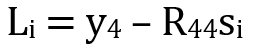 Lᵢ = y₄ – R₄₄sᵢ